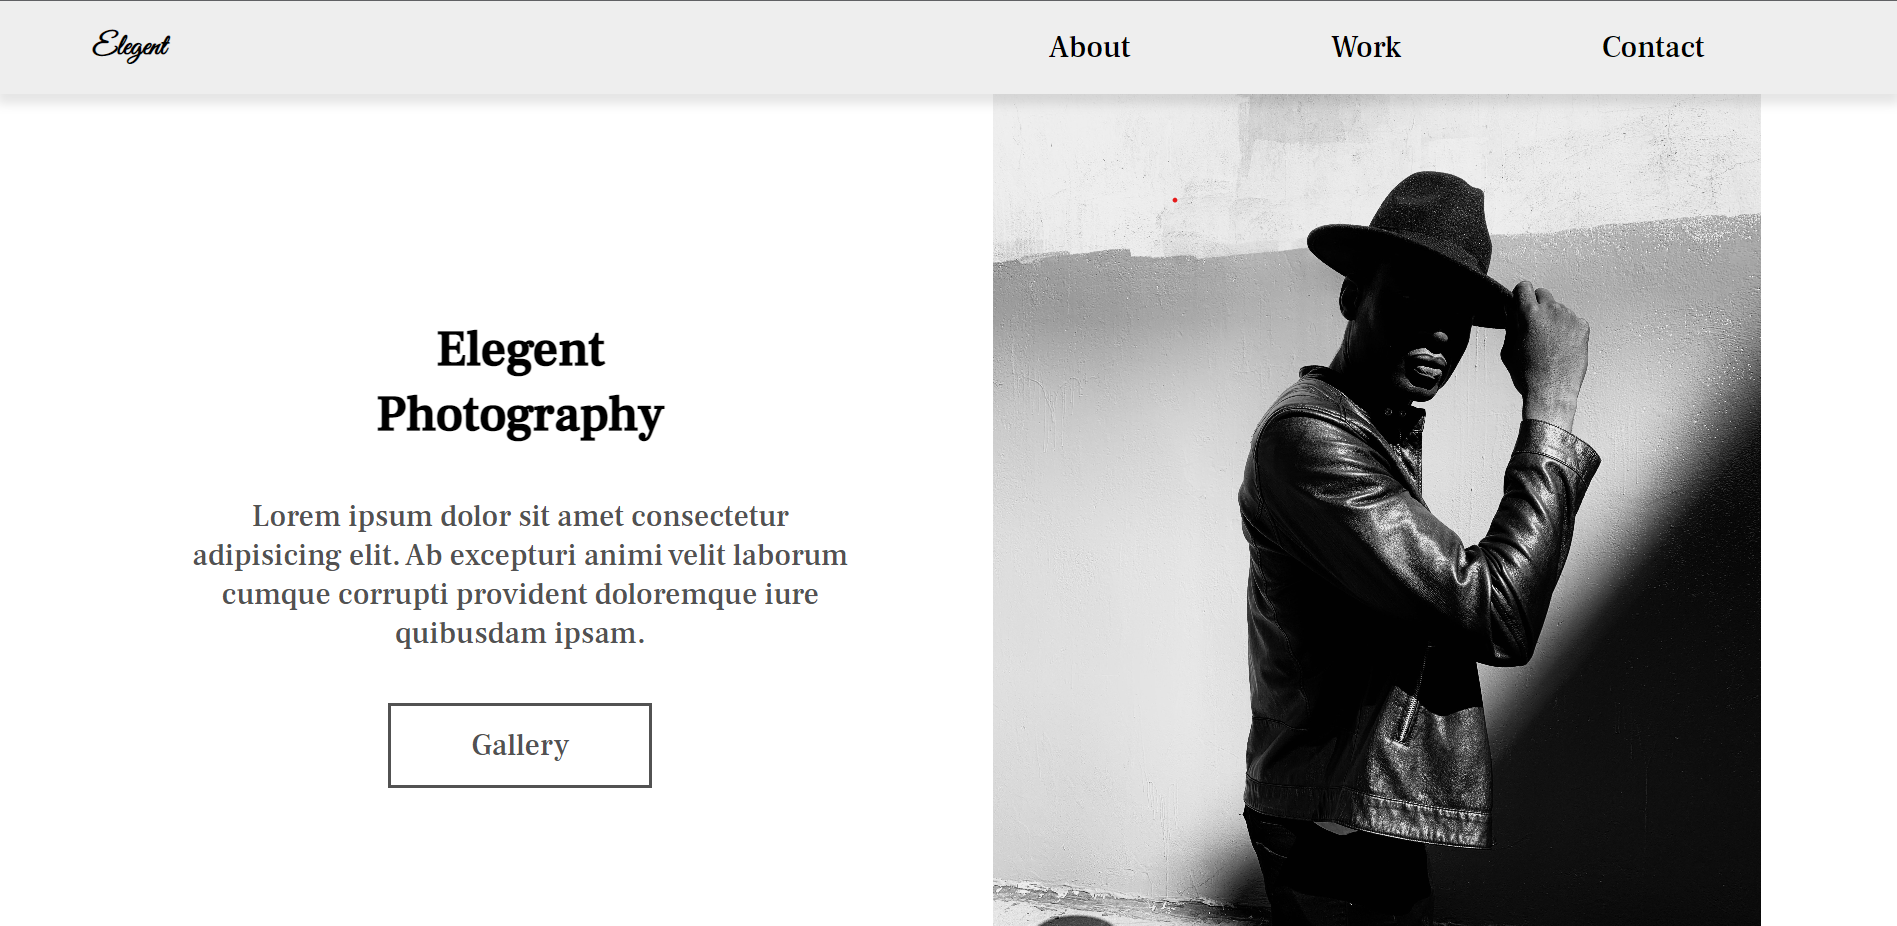 Elegent
About
Work
Contact
Elegent
Photography
Lorem ipsum dolor sit amet consectetur
adipisicing elit. Ab excepturi animi velit laborum
cumque corrupti provident doloremque iure
quibusdam ipsam.
Gallery